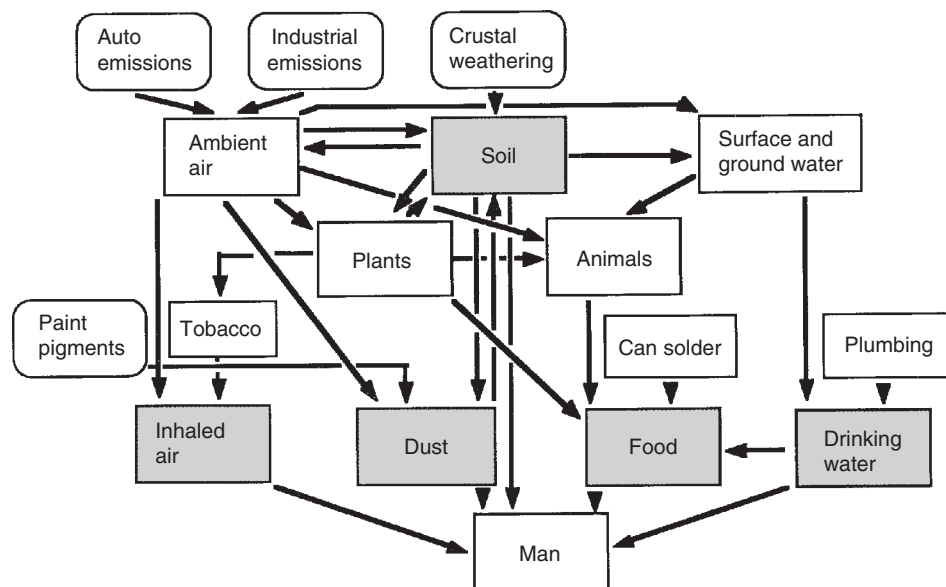 Auto
emissions
Industrial
emissions
Crustal
weathering
Ambient
air
Soil
Surface and
ground water
Plants
Animals
Paint
pigments
Tobacco
Can solder
Plumbing
Inhaled
air
Dust
Food
Drinking
water
Man